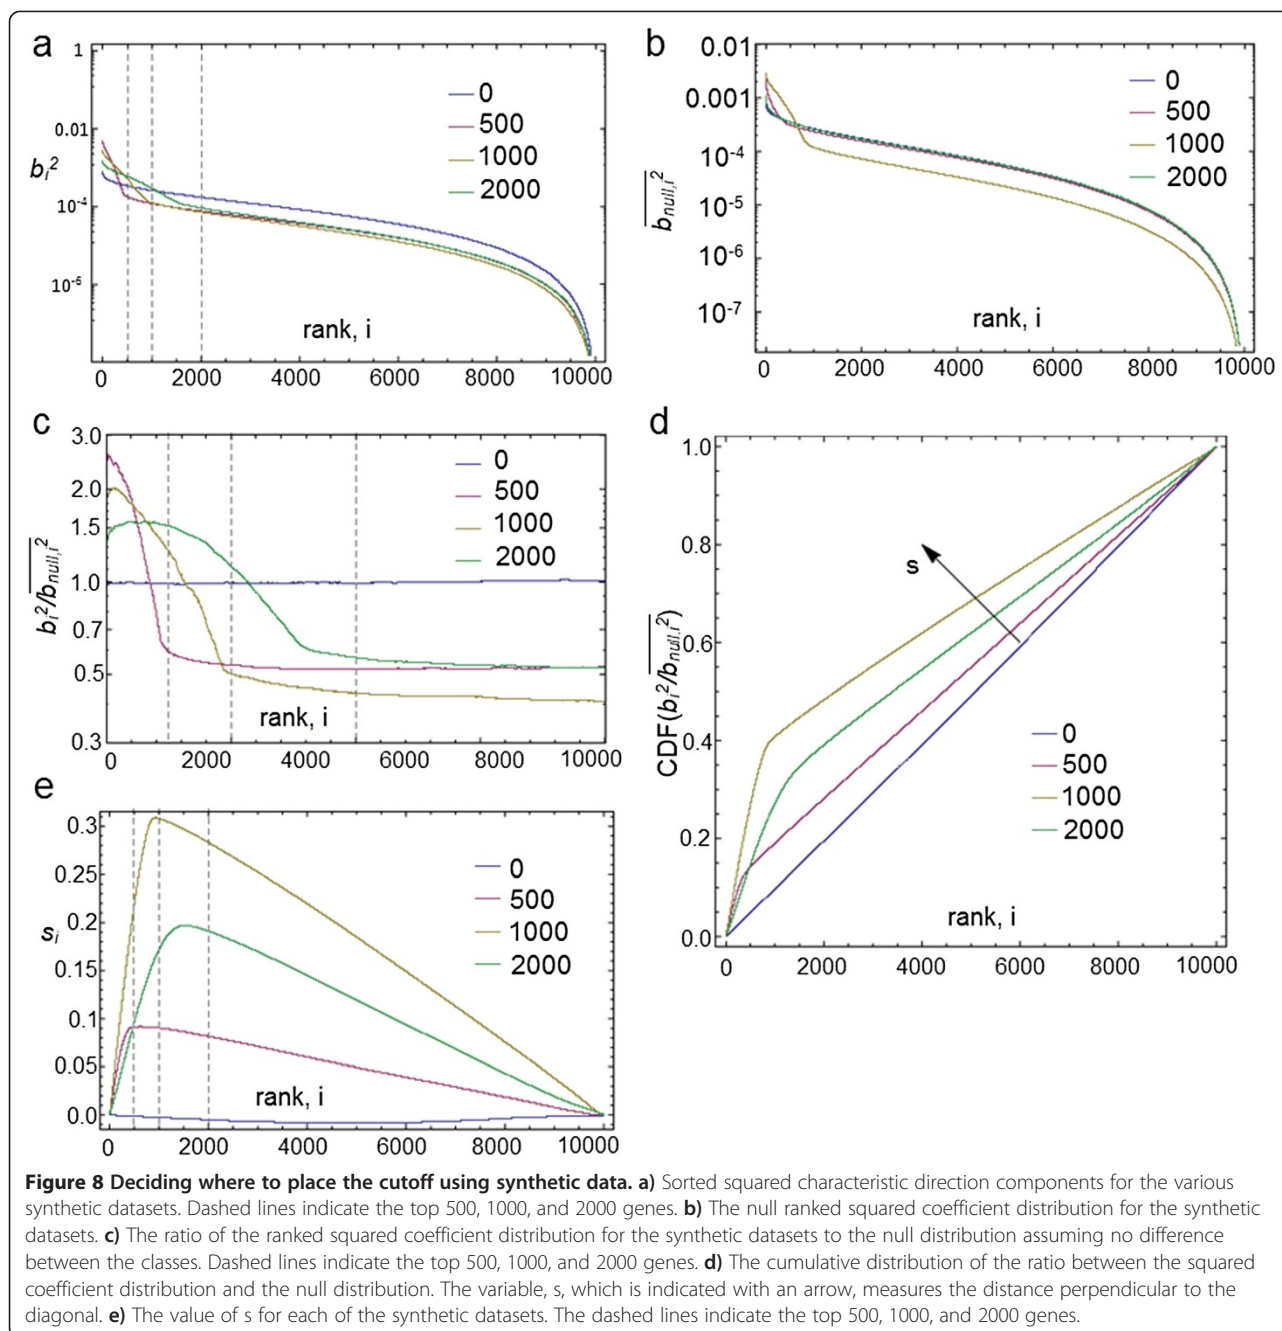 a
1
0.01
b_i^2
10^-4
10^-5
0
500
1000
2000
rank, i
0 2000 4000 6000 8000 10000
b
0.01
0.001
10^-4
b_null,i^2
10^-5
10^-6
10^-7
0
500
1000
2000
rank, i
0 2000 4000 6000 8000 10000
c
3.0
2.0
1.5
1.0
0.7
0.5
0.3
b_i^2/b_null,i^2
0
500
1000
2000
rank, i
0 2000 4000 6000 8000 10000
d
1.0
0.8
0.6
0.4
0.2
0.0
CDF(b_i^2/b_null,i^2)
s
0
500
1000
2000
rank, i
0 2000 4000 6000 8000 10000
e
0.3
0.25
0.2
s_i
0.15
0.1
0.05
0.0
0
500
1000
2000
rank, i
0 2000 4000 6000 8000 10000
Figure 8 Deciding where to place the cutoff using synthetic data. a) Sorted squared characteristic direction components for the various
synthetic datasets. Dashed lines indicate the top 500, 1000, and 2000 genes. b) The null ranked squared coefficient distribution for the synthetic
datasets. c) The ratio of the ranked squared coefficient distribution for the synthetic datasets to the null distribution assuming no difference
between the classes. Dashed lines indicate the top 500, 1000, and 2000 genes. d) The cumulative distribution of the ratio between the squared
coefficient distribution and the null distribution. The variable, s, which is indicated with an arrow, measures the distance perpendicular to the
diagonal. e) The value of s for each of the synthetic datasets. The dashed lines indicate the top 500, 1000, and 2000 genes.